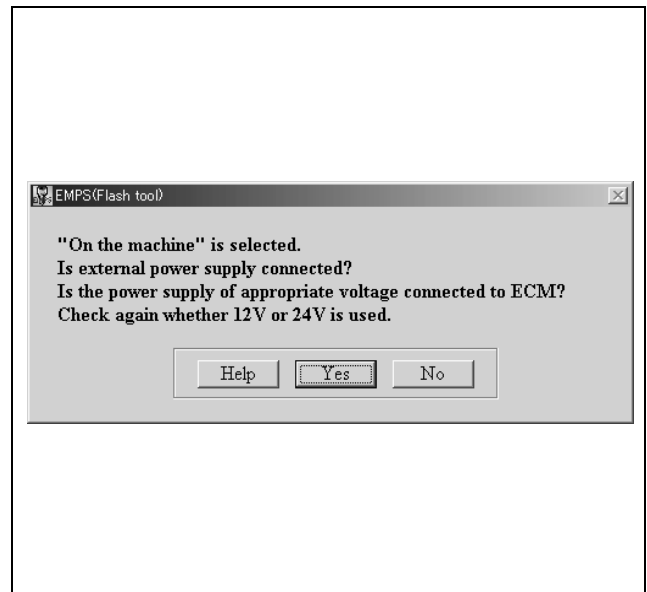 EMPS(Flash tool)
"On the machine" is selected.
Is external power supply connected?
Is the power supply of appropriate voltage connected to ECM?
Check again whether 12V or 24V is used.
Help Yes No